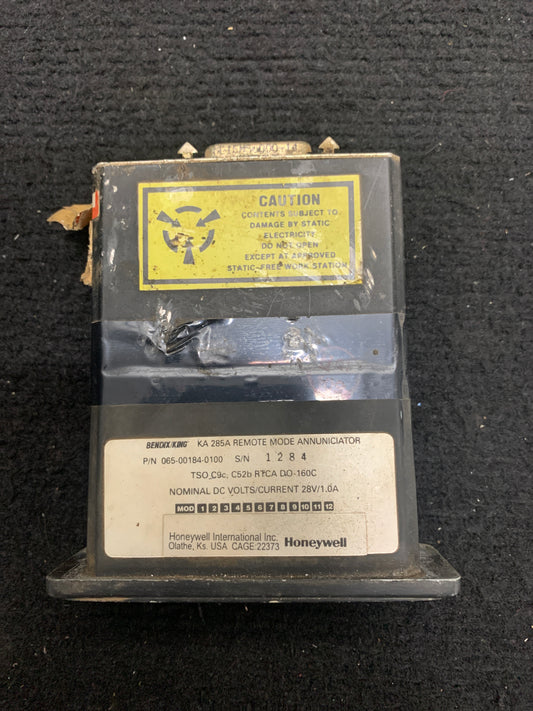 CAUTION
CONTENTS SUBJECT TO
DAMAGE BY STATIC
ELECTRICITY
DO NOT OPEN
EXCEPT AT APPROVED
STATIC-FREE WORK STATION
BENDIX/KING KA 285A REMOTE MODE ANNUNCIATOR
P/N 065-00184-0100 S/N 1284
TSO C9c, C52b RTCA DO-160C
NOMINAL DC VOLTS/CURRENT 28V/1.0A
MOD 1 2 3 4 5 6 7 8 9 10 11 12
Honeywell International Inc.
Olathe, Ks. USA CAGE:22373 Honeywell